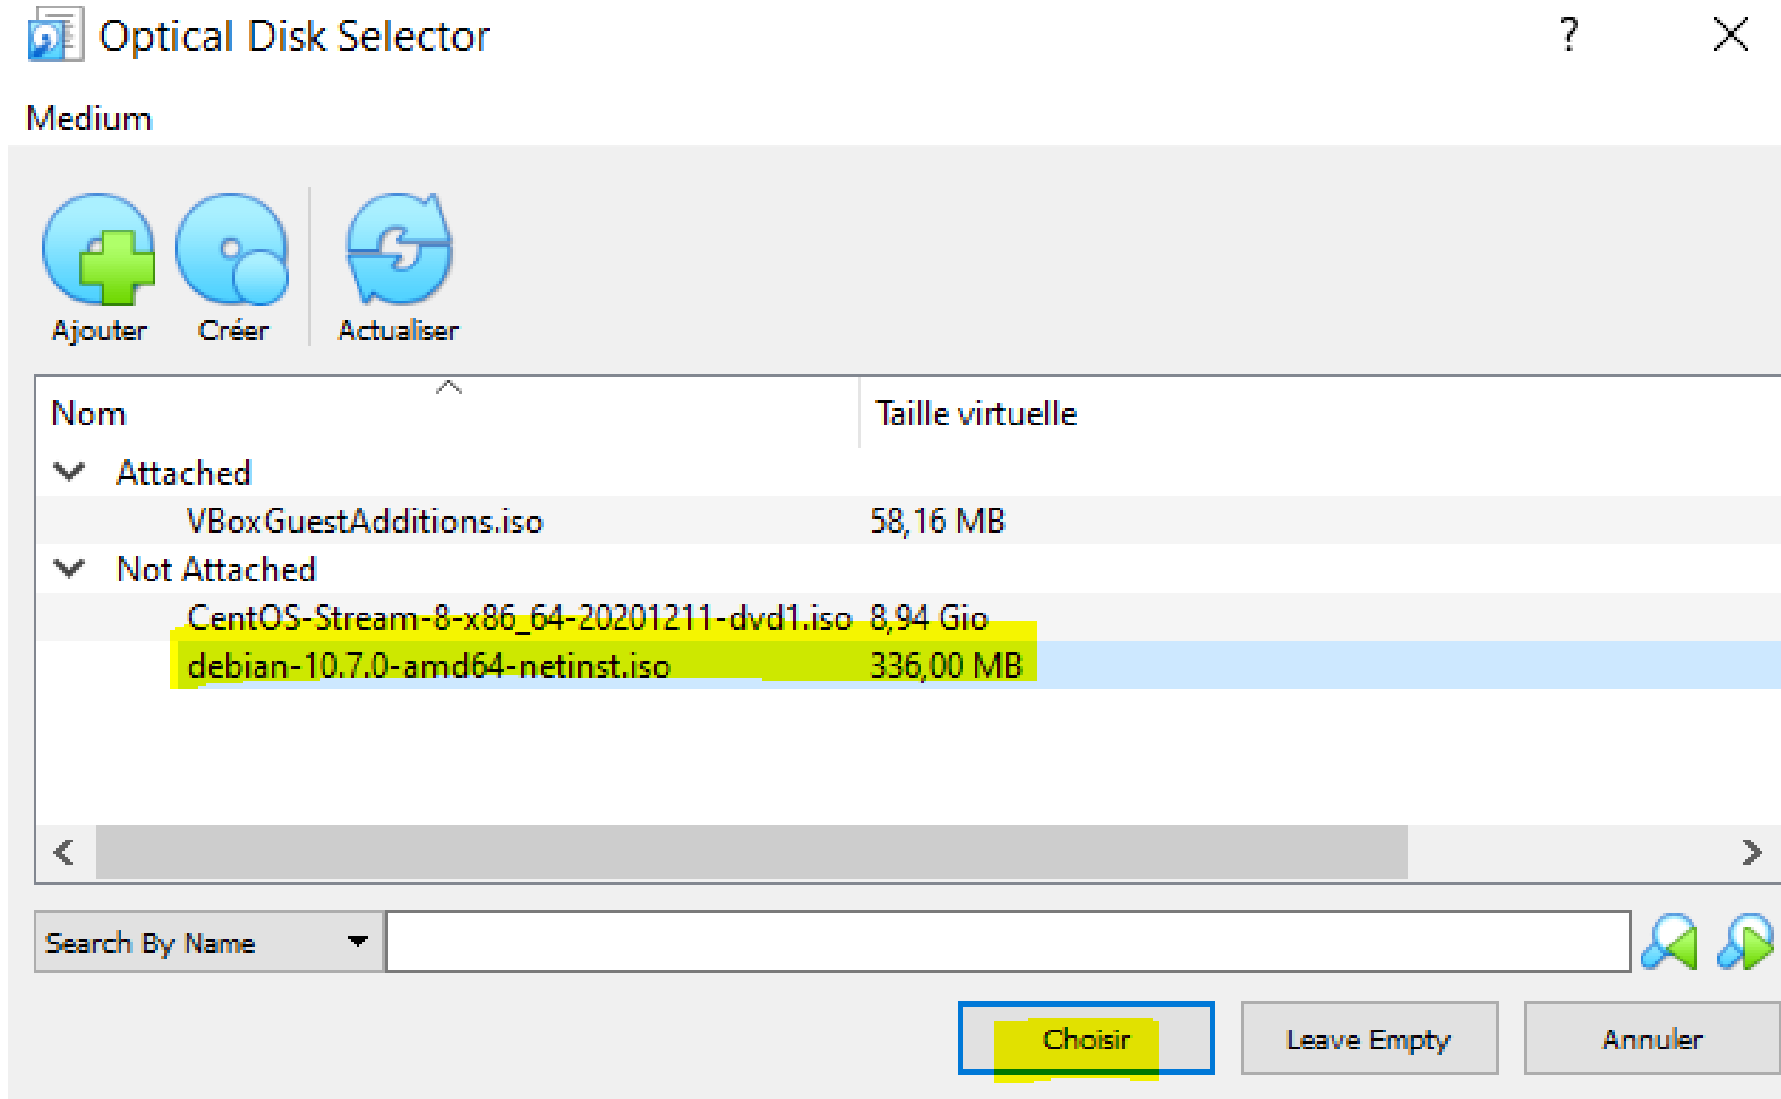 Optical Disk Selector
?
Medium
Ajouter Créer Actualiser
Nom Taille virtuelle
Attached
VBoxGuestAdditions.iso 58,16 MB
Not Attached
CentOS-Stream-8-x86_64-20201211-dvd1.iso 8,94 Gio
debian-10.7.0-amd64-netinst.iso 336,00 MB
Search By Name
Choisir Leave Empty Annuler